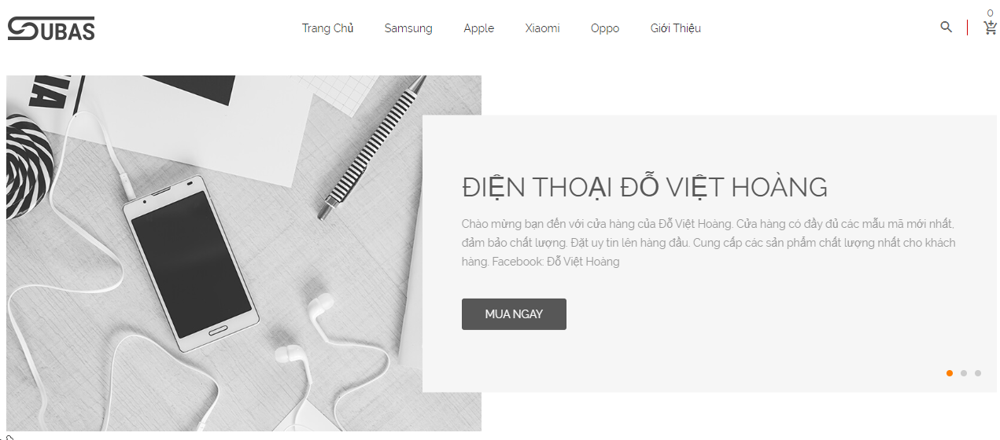 SUBAS
Trang Chủ
Samsung
Apple
Xiaomi
Oppo
Giới Thiệu
0
ĐIỆN THOẠI ĐỖ VIỆT HOÀNG
Chào mừng bạn đến với cửa hàng của Đỗ Việt Hoàng. Cửa hàng có đầy đủ các mẫu mã mới nhất,
đảm bảo chất lượng. Đặt uy tin lên hàng đầu. Cung cấp các sản phẩm chất lượng nhất cho khách
hàng. Facebook: Đỗ Việt Hoàng
MUA NGAY